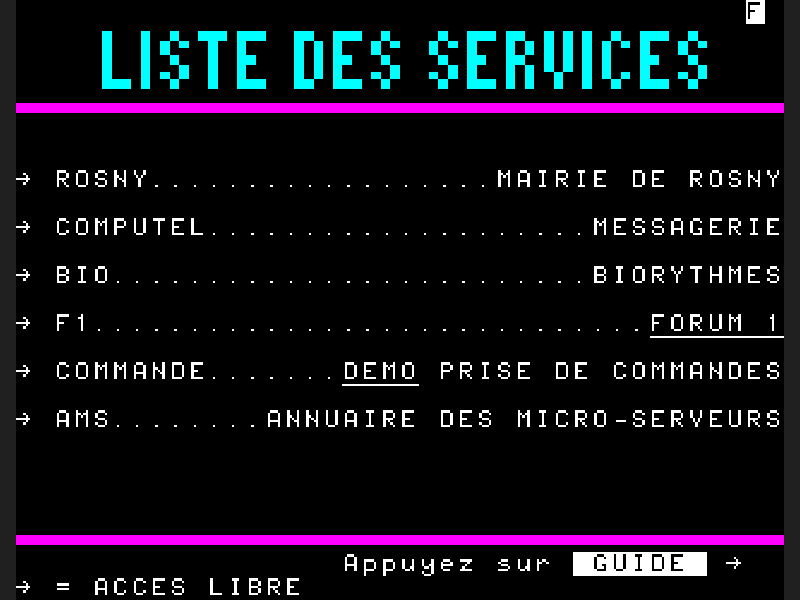 F
LISTE DES SERVICES
→ ROSNY..................MAIRIE DE ROSNY
→ COMPUTEL....................MESSAGERIE
→ BIO.........................BIORYTHMES
→ F1.............................FORUM 1
→ COMMANDE.......DEMO PRISE DE COMMANDES
→ AMS........ANNUAIRE DES MICRO-SERVEURS
Appuyez sur GUIDE →
→ = ACCES LIBRE